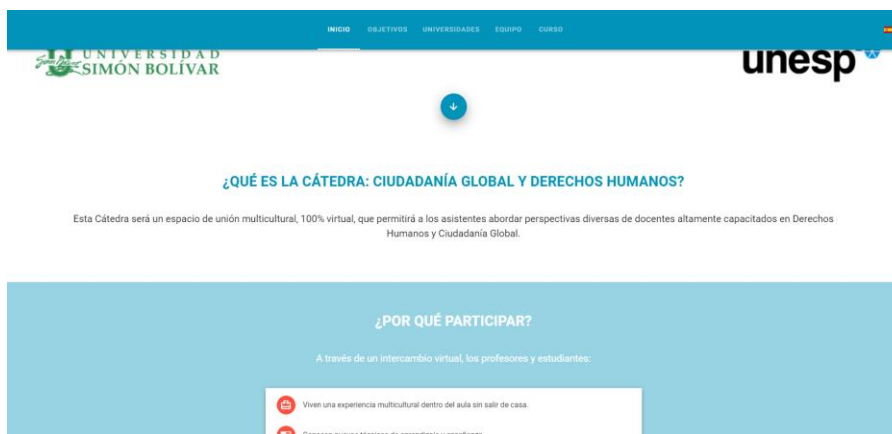 INICIO OBJETIVOS UNIVERSIDADES EQUIPO CURSO
UNIVERSIDAD
SIMÓN BOLÍVAR
unesp
¿QUÉ ES LA CÁTEDRA: CIUDADANÍA GLOBAL Y DERECHOS HUMANOS?
Esta Cátedra será un espacio de unión multicultural, 100% virtual, que permitirá a los asistentes abordar perspectivas diversas de docentes altamente capacitados en Derechos
Humanos y Ciudadanía Global.
¿POR QUÉ PARTICIPAR?
A través de un intercambio virtual, los profesores y estudiantes:
Viven una experiencia multicultural dentro del aula sin salir de casa.